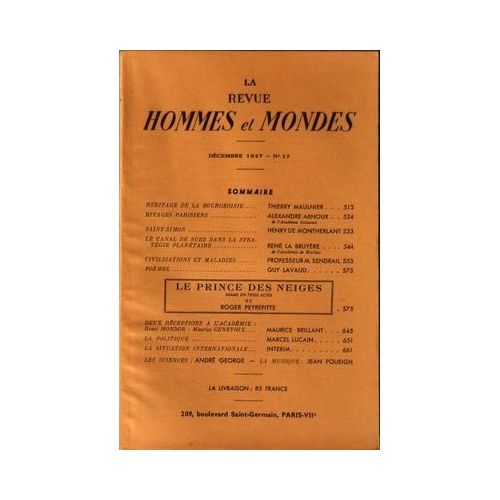 LA
REVUE
HOMMES et MONDES
DÉCEMBRE 1947 - N° 17
SOMMAIRE
HÉRITAGE DE LA BOURGEOISIE..... THIERRY MAULNIER... 513
RIVAGES PARISIENS............ ALEXANDRE ARNOUX.. 524
de l'Académie Goncourt
SAINT-SIMON................ HENRY DE MONTHERLANT 533
LE CANAL DE SUEZ DANS LA STRA-
TÉGIE PLANÉTAIRE............ RENÉ LA BRUYÈRE... 544
de l'Académie de Marine.
CIVILISATIONS ET MALADIES...... PROFESSEUR M. SENDRAIL 553
POÈMES.................... GUY LAVAUD....... 573
LE PRINCE DES NEIGES
DRAME EN TROIS ACTES
DE
ROGER PEYREFITTE . 575
DEUX RÉCEPTIONS A L'ACADÉMIE :
Henri MONDOR : Maurice GENEVOIX.... MAURICE BRILLANT... 645
LA POLITIQUE................ MARCEL LUCAIN..... 651
LA SITUATION INTERNATIONALE.... INTERIM........... 661
LES SCIENCES : ANDRÉ GEORGE - LA MUSIQUE : JEAN POUEIGH
LA LIVRAISON : 85 FRANCS
209, boulevard Saint-Germain, PARIS-VIIe